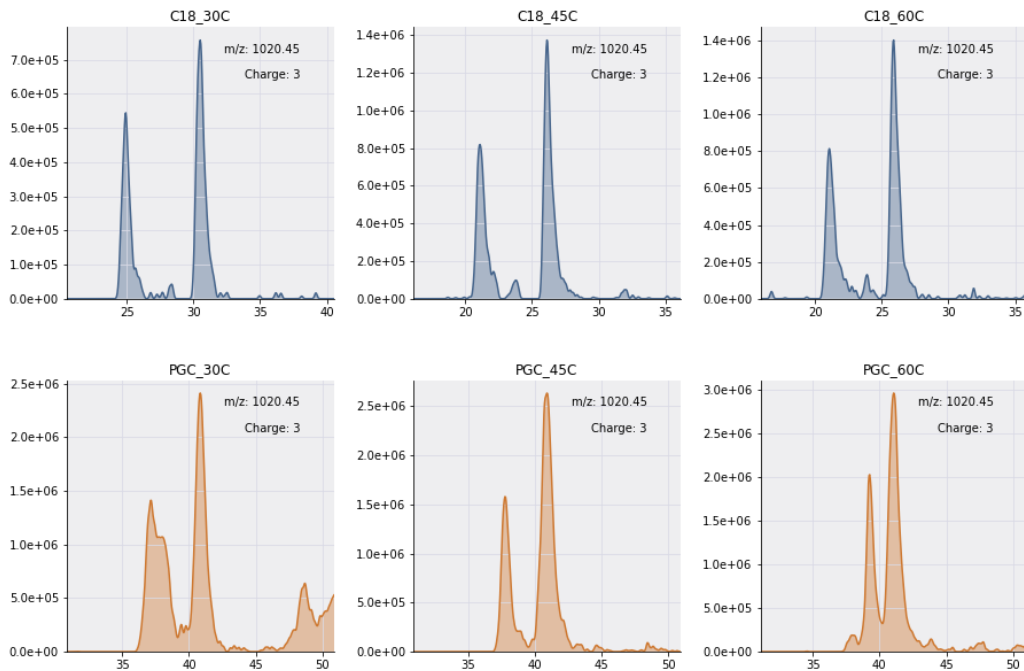 C18_30C
m/z: 1020.45
Charge: 3
7.0e+05
6.0e+05
5.0e+05
4.0e+05
3.0e+05
2.0e+05
1.0e+05
0.0e+00
25 30 35 40
C18_45C
m/z: 1020.45
Charge: 3
1.4e+06
1.2e+06
1.0e+06
8.0e+05
6.0e+05
4.0e+05
2.0e+05
0.0e+00
20 25 30 35
C18_60C
m/z: 1020.45
Charge: 3
1.4e+06
1.2e+06
1.0e+06
8.0e+05
6.0e+05
4.0e+05
2.0e+05
0.0e+00
20 25 30 35
PGC_30C
m/z: 1020.45
Charge: 3
2.5e+06
2.0e+06
1.5e+06
1.0e+06
5.0e+05
0.0e+00
35 40 45 50
PGC_45C
m/z: 1020.45
Charge: 3
2.5e+06
2.0e+06
1.5e+06
1.0e+06
5.0e+05
0.0e+00
35 40 45 50
PGC_60C
m/z: 1020.45
Charge: 3
3.0e+06
2.5e+06
2.0e+06
1.5e+06
1.0e+06
5.0e+05
0.0e+00
35 40 45 50